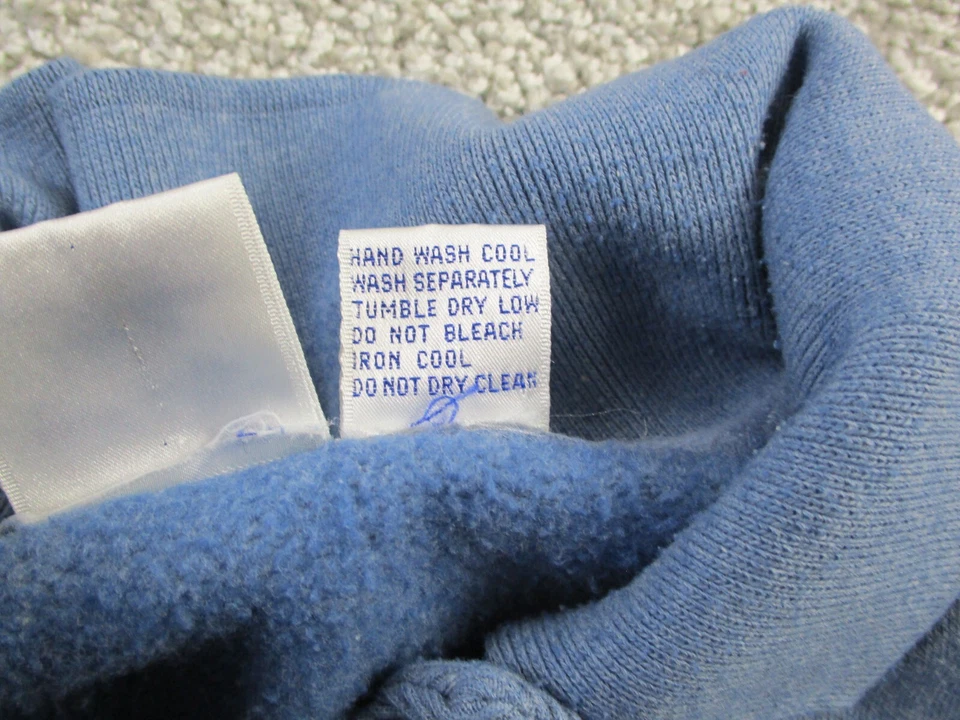 HAND WASH COOL
WASH SEPARATELY
TUMBLE DRY LOW
DO NOT BLEACH
IRON COOL
DO NOT DRY CLEAN